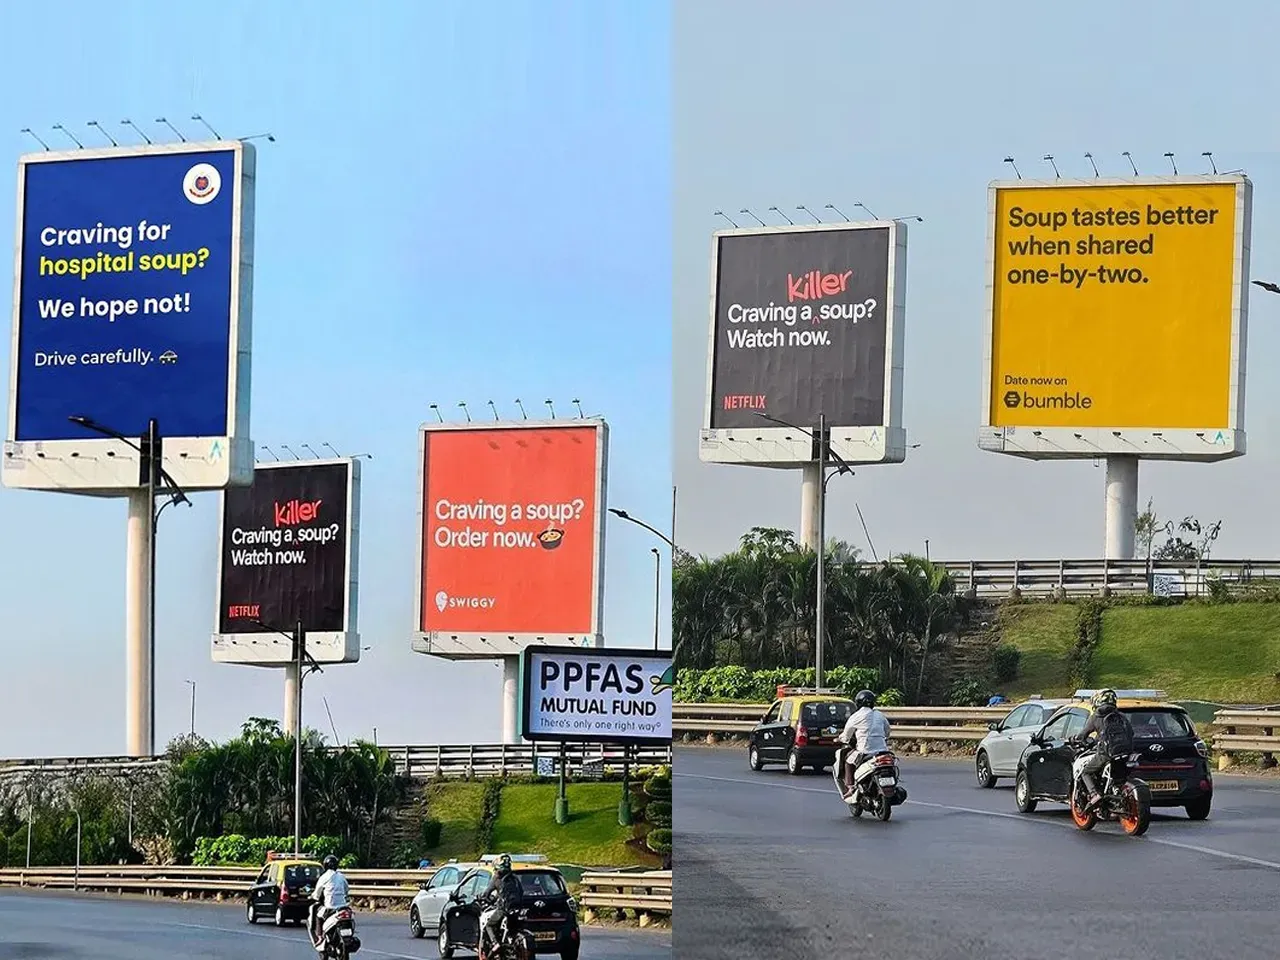 Craving for
hospital soup?
We hope not!
Drive carefully.
killer
Craving a ^ soup?
Watch now.
NETFLIX
Craving a soup?
Order now.
SWIGGY
PPFAS
MUTUAL FUND
There's only one right way®
killer
Craving a ^ soup?
Watch now.
NETFLIX
Soup tastes better
when shared
one-by-two.
Date now on
bumble